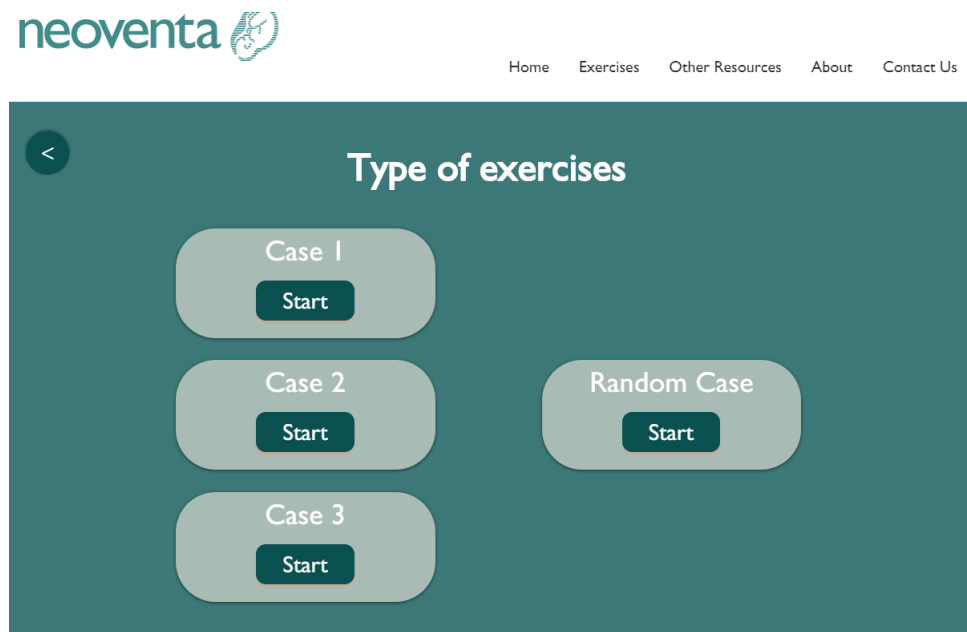 neoventa
Home Exercises Other Resources About Contact Us
<
Type of exercises
Case 1
Start
Case 2
Start
Random Case
Start
Case 3
Start